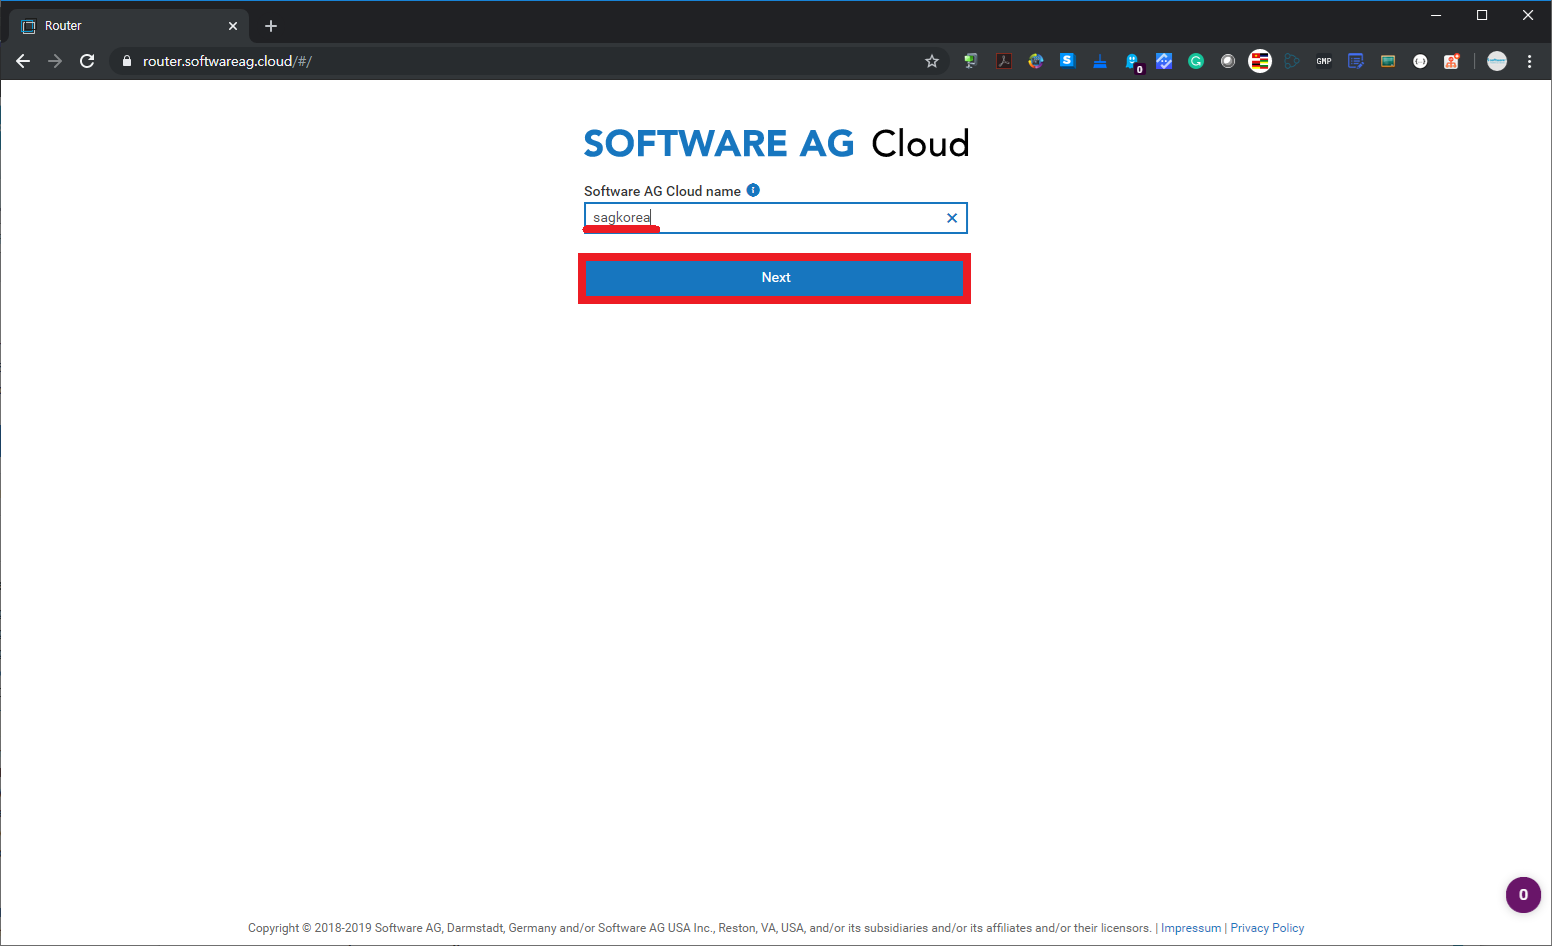 Router
router.softwareag.cloud/#/
S
0
G
GMP
SOFTWARE AG Cloud
Software AG Cloud name i
sagkorea
Next
0
Copyright © 2018-2019 Software AG, Darmstadt, Germany and/or Software AG USA Inc., Reston, VA, USA, and/or its subsidiaries and/or its affiliates and/or their licensors. | Impressum | Privacy Policy